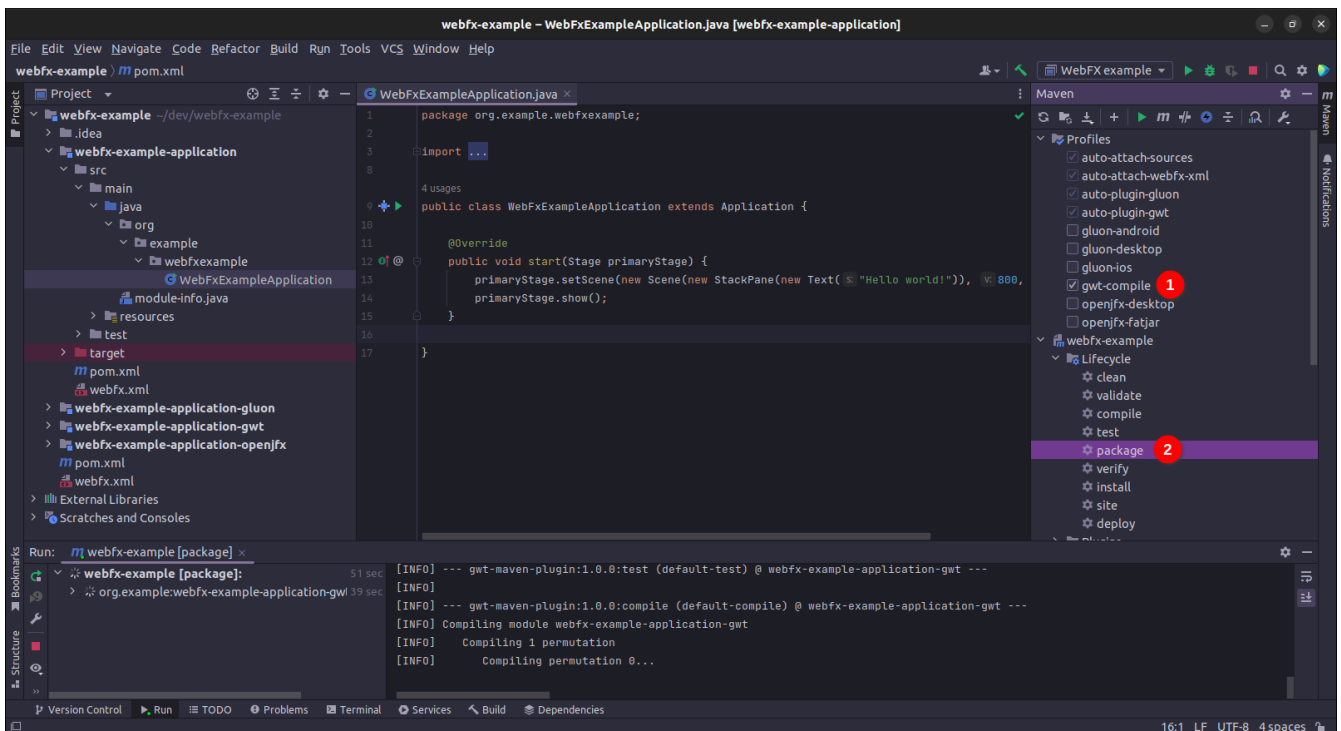 webfx-example – WebFxExampleApplication.java [webfx-example-application]
File Edit View Navigate Code Refactor Build Run Tools VCS Window Help
webfx-example pom.xml
WebFX example
Project
webfx-example ~/dev/webfx-example
.idea
webfx-example-application
src
main
java
org
example
webfxexample
WebFxExampleApplication
module-info.java
resources
test
target
pom.xml
webfx.xml
webfx-example-application-gluon
webfx-example-application-gwt
webfx-example-application-openjfx
pom.xml
webfx.xml
External Libraries
Scratches and Consoles
WebFxExampleApplication.java
1 package org.example.webfxexample;
2
3 import ...
8
4 usages
9 public class WebFxExampleApplication extends Application {
10
11 @Override
12 @ public void start(Stage primaryStage) {
13 primaryStage.setScene(new Scene(new StackPane(new Text( s: "Hello world!")), v: 800,
14 primaryStage.show();
15 }
16
17 }
Maven
Profiles
auto-attach-sources
auto-attach-webfx-xml
auto-plugin-gluon
auto-plugin-gwt
gluon-android
gluon-desktop
gluon-ios
gwt-compile 1
openjfx-desktop
openjfx-fatjar
webfx-example
Lifecycle
clean
validate
compile
test
package 2
verify
install
site
deploy
Maven
Notifications
Project
Bookmarks
Structure
Run: webfx-example [package]
webfx-example [package]: 51 sec
org.example:webfx-example-application-gwt 39 sec
[INFO] --- gwt-maven-plugin:1.0.0:test (default-test) @ webfx-example-application-gwt ---
[INFO]
[INFO] --- gwt-maven-plugin:1.0.0:compile (default-compile) @ webfx-example-application-gwt ---
[INFO] Compiling module webfx-example-application-gwt
[INFO] Compiling 1 permutation
[INFO] Compiling permutation 0...
Version Control Run TODO Problems Terminal Services Build Dependencies
16:1 LF UTF-8 4 spaces